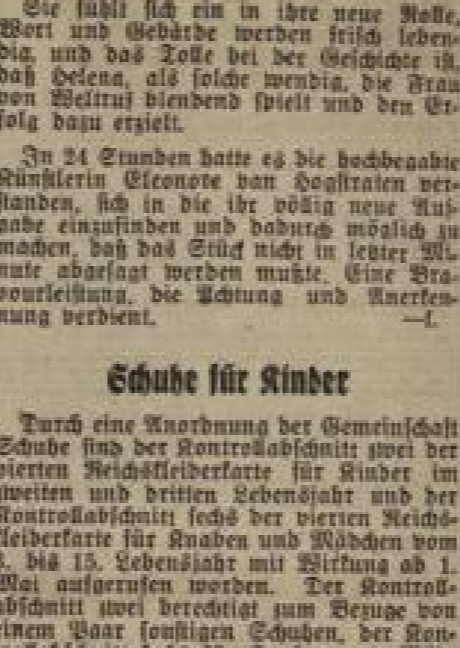 Sie fühlt sich ein in ihre neue Rolle,
Wort und Gebärde werden frisch leben-
dig, und das Tolle bei der Geschichte ist,
daß Helena, als solche wendig, die Frau
von Weltruf blendend spielt und den Er-
folg dazu erzielt.
In 24 Stunden hatte es die hochbegabte
Künstlerin Eleonore van Hogstraten ver-
standen, sich in die ihr völlig neue Auf-
gabe einzufinden und dadurch möglich zu
machen, daß das Stück nicht in letzter Mi-
nute abgesagt werden mußte. Eine Bra-
vourleistung, die Achtung und Anerken-
nung verdient. —f.
Schuhe für Kinder
Durch eine Anordnung der Gemeinschaft
Schuhe sind der Kontrollabschnitt zwei der
vierten Reichskleiderkarte für Kinder im
zweiten und dritten Lebensjahr und der
Kontrollabschnitt sechs der vierten Reichs-
kleiderkarte für Knaben und Mädchen vom
bis 15. Lebensjahr mit Wirkung ab 1.
Mai aufgerufen worden. Der Kontroll-
abschnitt zwei berechtigt zum Bezuge von
einem Paar sonstigen Schuhen, der Kon-